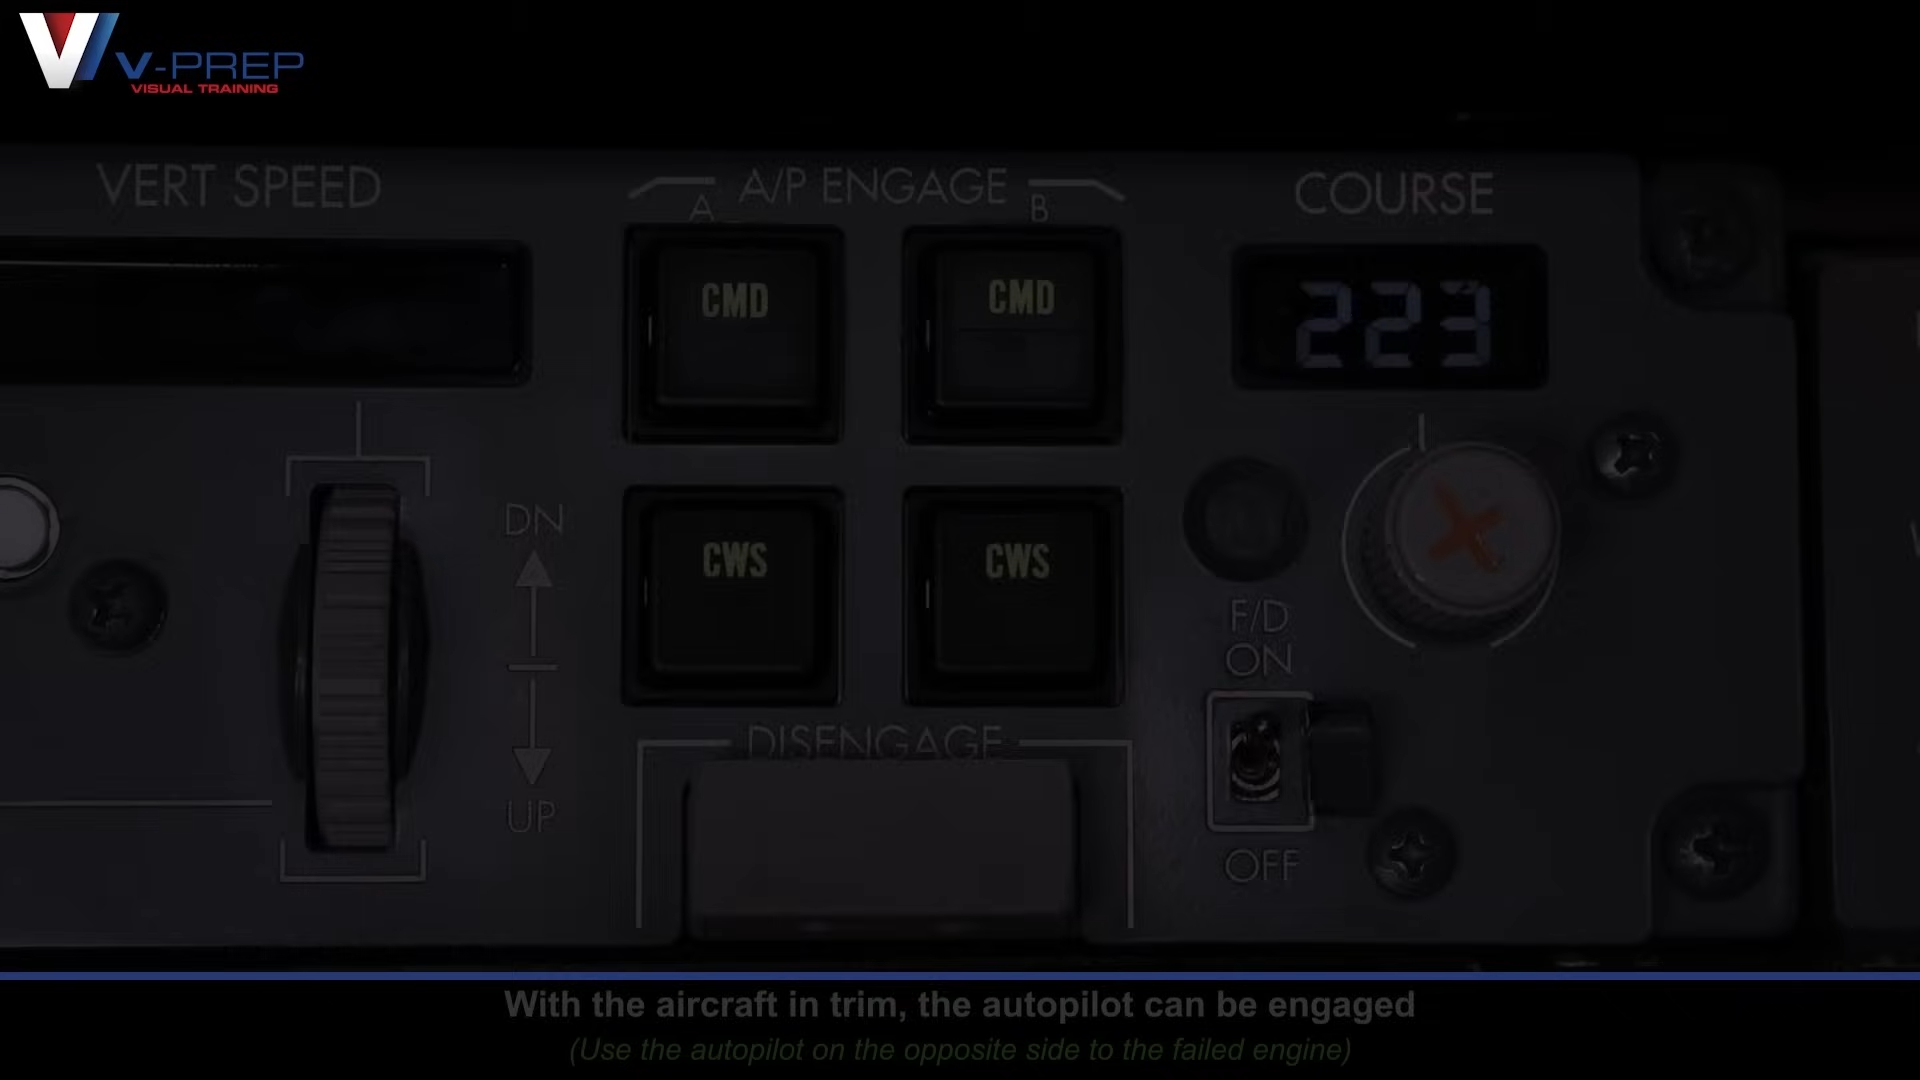 V-PREP
VISUAL TRAINING
VERT SPEED
A/P ENGAGE
A
B
COURSE
CMD
CMD
223
DN
CWS
CWS
F/D
ON
DISENGAGE
UP
OFF
With the aircraft in trim, the autopilot can be engaged
(Use the autopilot on the opposite side to the failed engine)